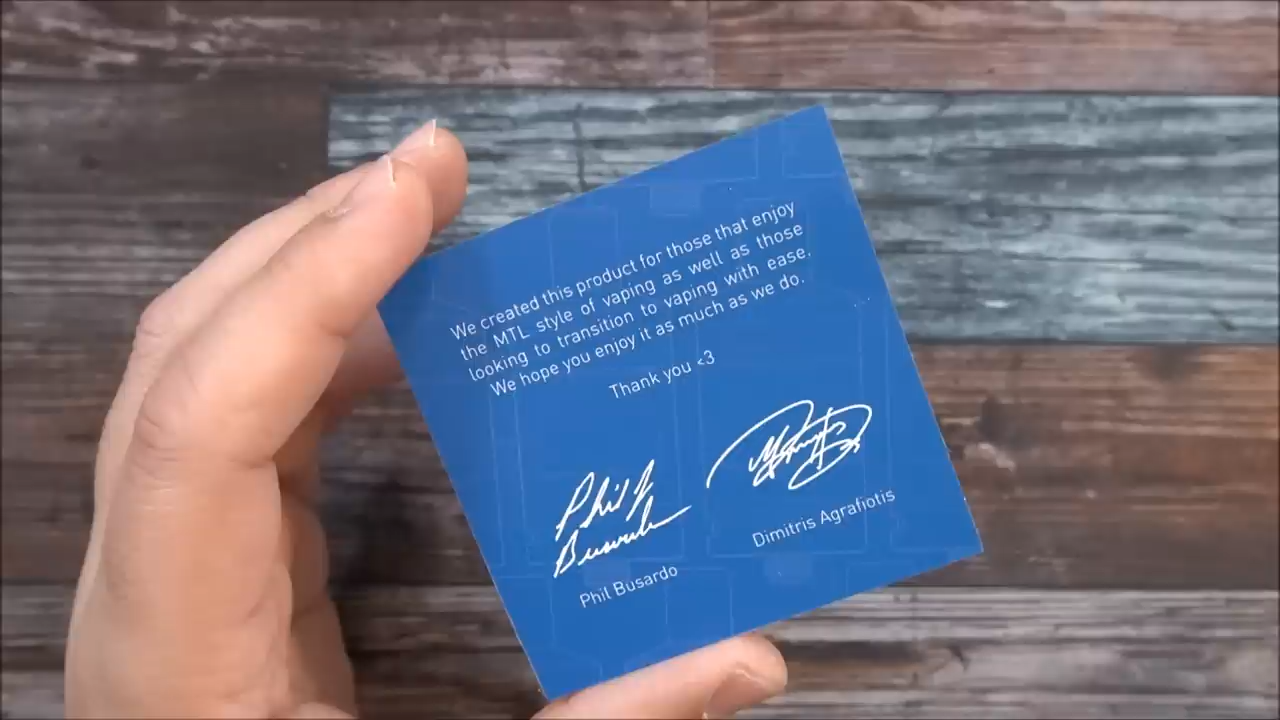 We created this product for those that enjoy
the MTL style of vaping as well as those
looking to transition to vaping with ease.
We hope you enjoy it as much as we do.
Thank you <3
Phil J
Busardo
Phil Busardo
Dimitris Agrafiotis